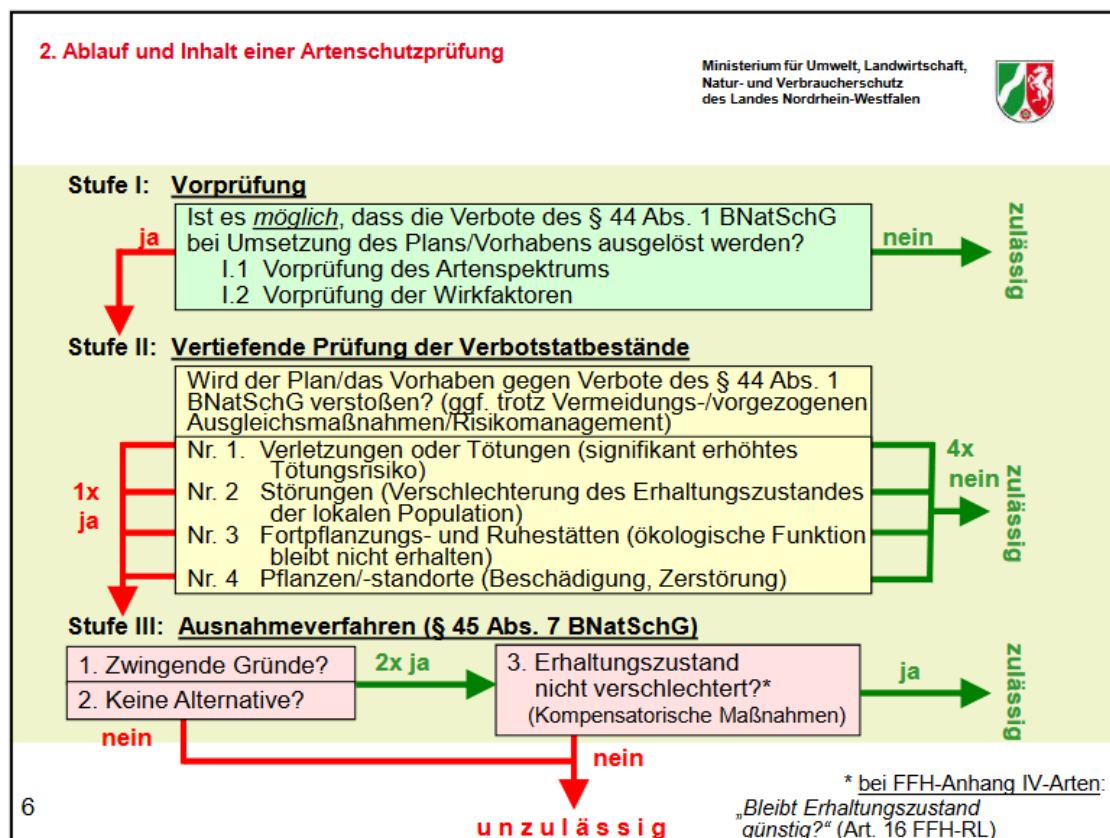 2. Ablauf und Inhalt einer Artenschutzprüfung
Ministerium für Umwelt, Landwirtschaft,
Natur- und Verbraucherschutz
des Landes Nordrhein-Westfalen
Stufe I: Vorprüfung
Ist es möglich, dass die Verbote des § 44 Abs. 1 BNatSchG
bei Umsetzung des Plans/Vorhabens ausgelöst werden?
I.1 Vorprüfung des Artenspektrums
I.2 Vorprüfung der Wirkfaktoren
ja
nein
zulässig
Stufe II: Vertiefende Prüfung der Verbotstatbestände
Wird der Plan/das Vorhaben gegen Verbote des § 44 Abs. 1
BNatSchG verstoßen? (ggf. trotz Vermeidungs-/vorgezogenen
Ausgleichsmaßnahmen/Risikomanagement)
Nr. 1. Verletzungen oder Tötungen (signifikant erhöhtes
Tötungsrisiko)
Nr. 2 Störungen (Verschlechterung des Erhaltungszustandes
der lokalen Population)
Nr. 3 Fortpflanzungs- und Ruhestätten (ökologische Funktion
bleibt nicht erhalten)
Nr. 4 Pflanzen/-standorte (Beschädigung, Zerstörung)
1x
ja
4x
nein
zulässig
Stufe III: Ausnahmeverfahren (§ 45 Abs. 7 BNatSchG)
1. Zwingende Gründe?
2. Keine Alternative?
2x ja
3. Erhaltungszustand
nicht verschlechtert?*
(Kompensatorische Maßnahmen)
ja
zulässig
nein
nein
unzulässig
* bei FFH-Anhang IV-Arten:
„Bleibt Erhaltungszustand
günstig?“ (Art. 16 FFH-RL)
6